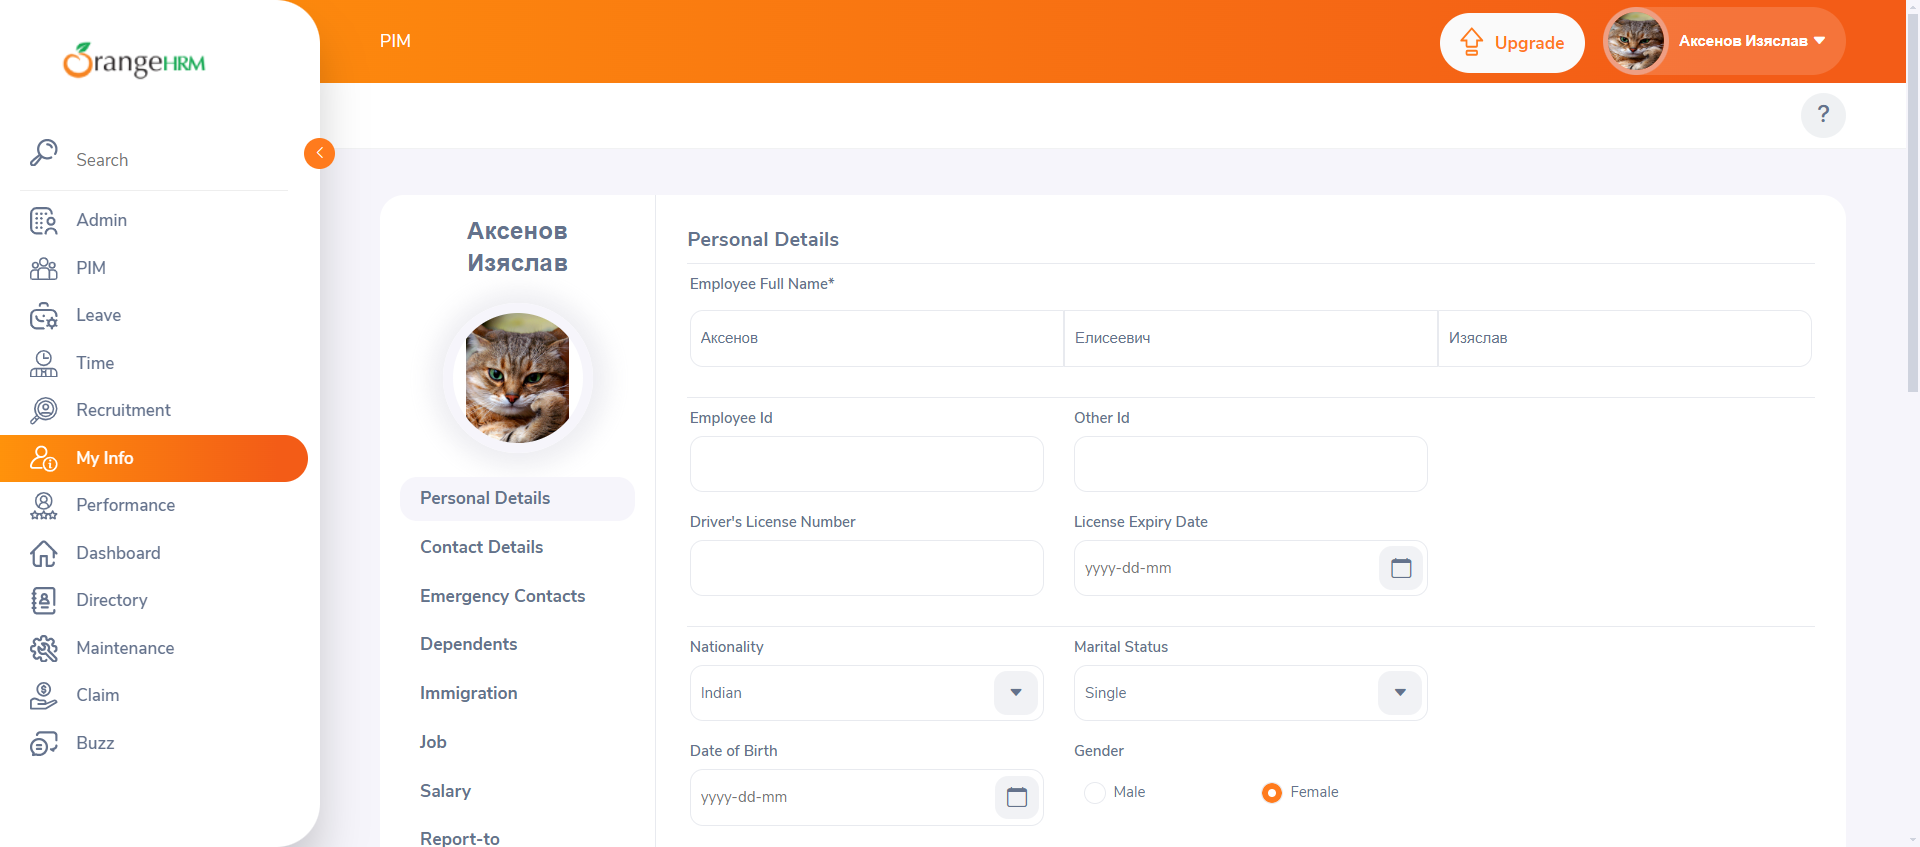 OrangeHRM
PIM
Upgrade
Аксенов Изяслав
?
Search
Admin
PIM
Leave
Time
Recruitment
My Info
Performance
Dashboard
Directory
Maintenance
Claim
Buzz
Аксенов
Изяслав
Personal Details
Contact Details
Emergency Contacts
Dependents
Immigration
Job
Salary
Report-to
Personal Details
Employee Full Name*
Аксенов Елисеевич Изяслав
Employee Id Other Id
Driver's License Number License Expiry Date
yyyy-dd-mm
Nationality Marital Status
Indian Single
Date of Birth Gender
yyyy-dd-mm Male Female